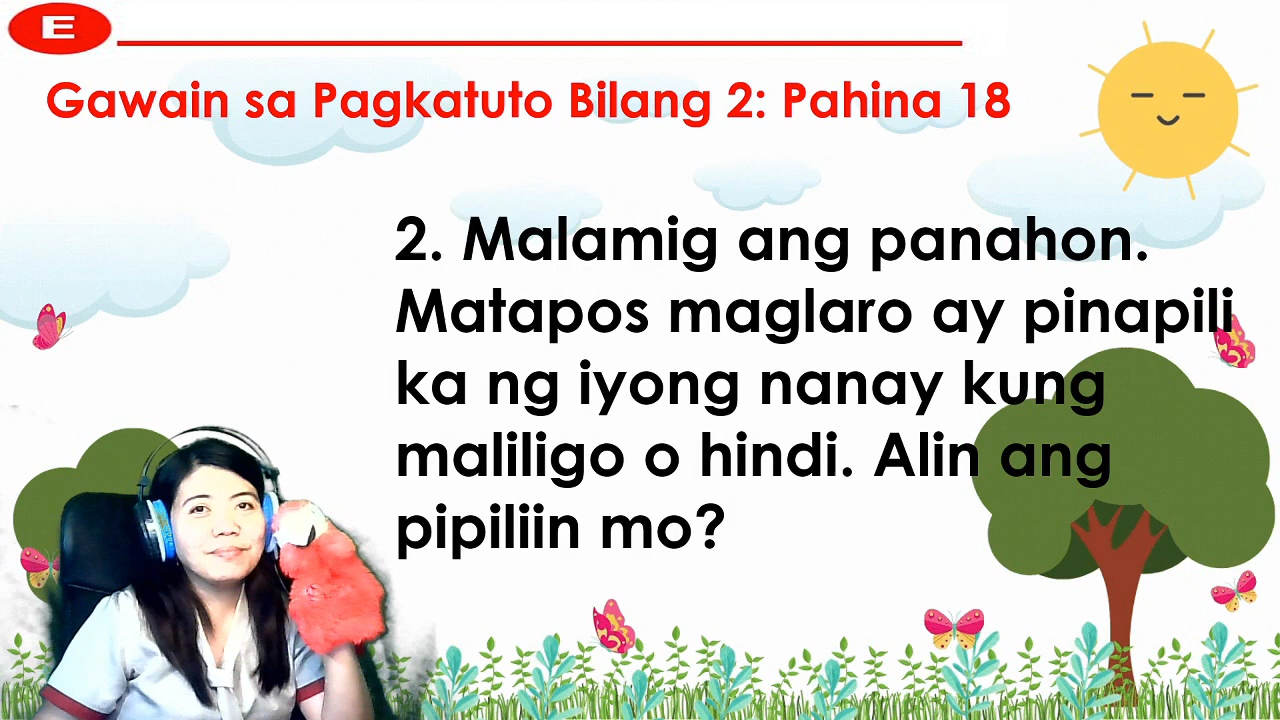 E
Gawain sa Pagkatuto Bilang 2: Pahina 18
2. Malamig ang panahon.
Matapos maglaro ay pinapili
ka ng iyong nanay kung
maliligo o hindi. Alin ang
pipiliin mo?